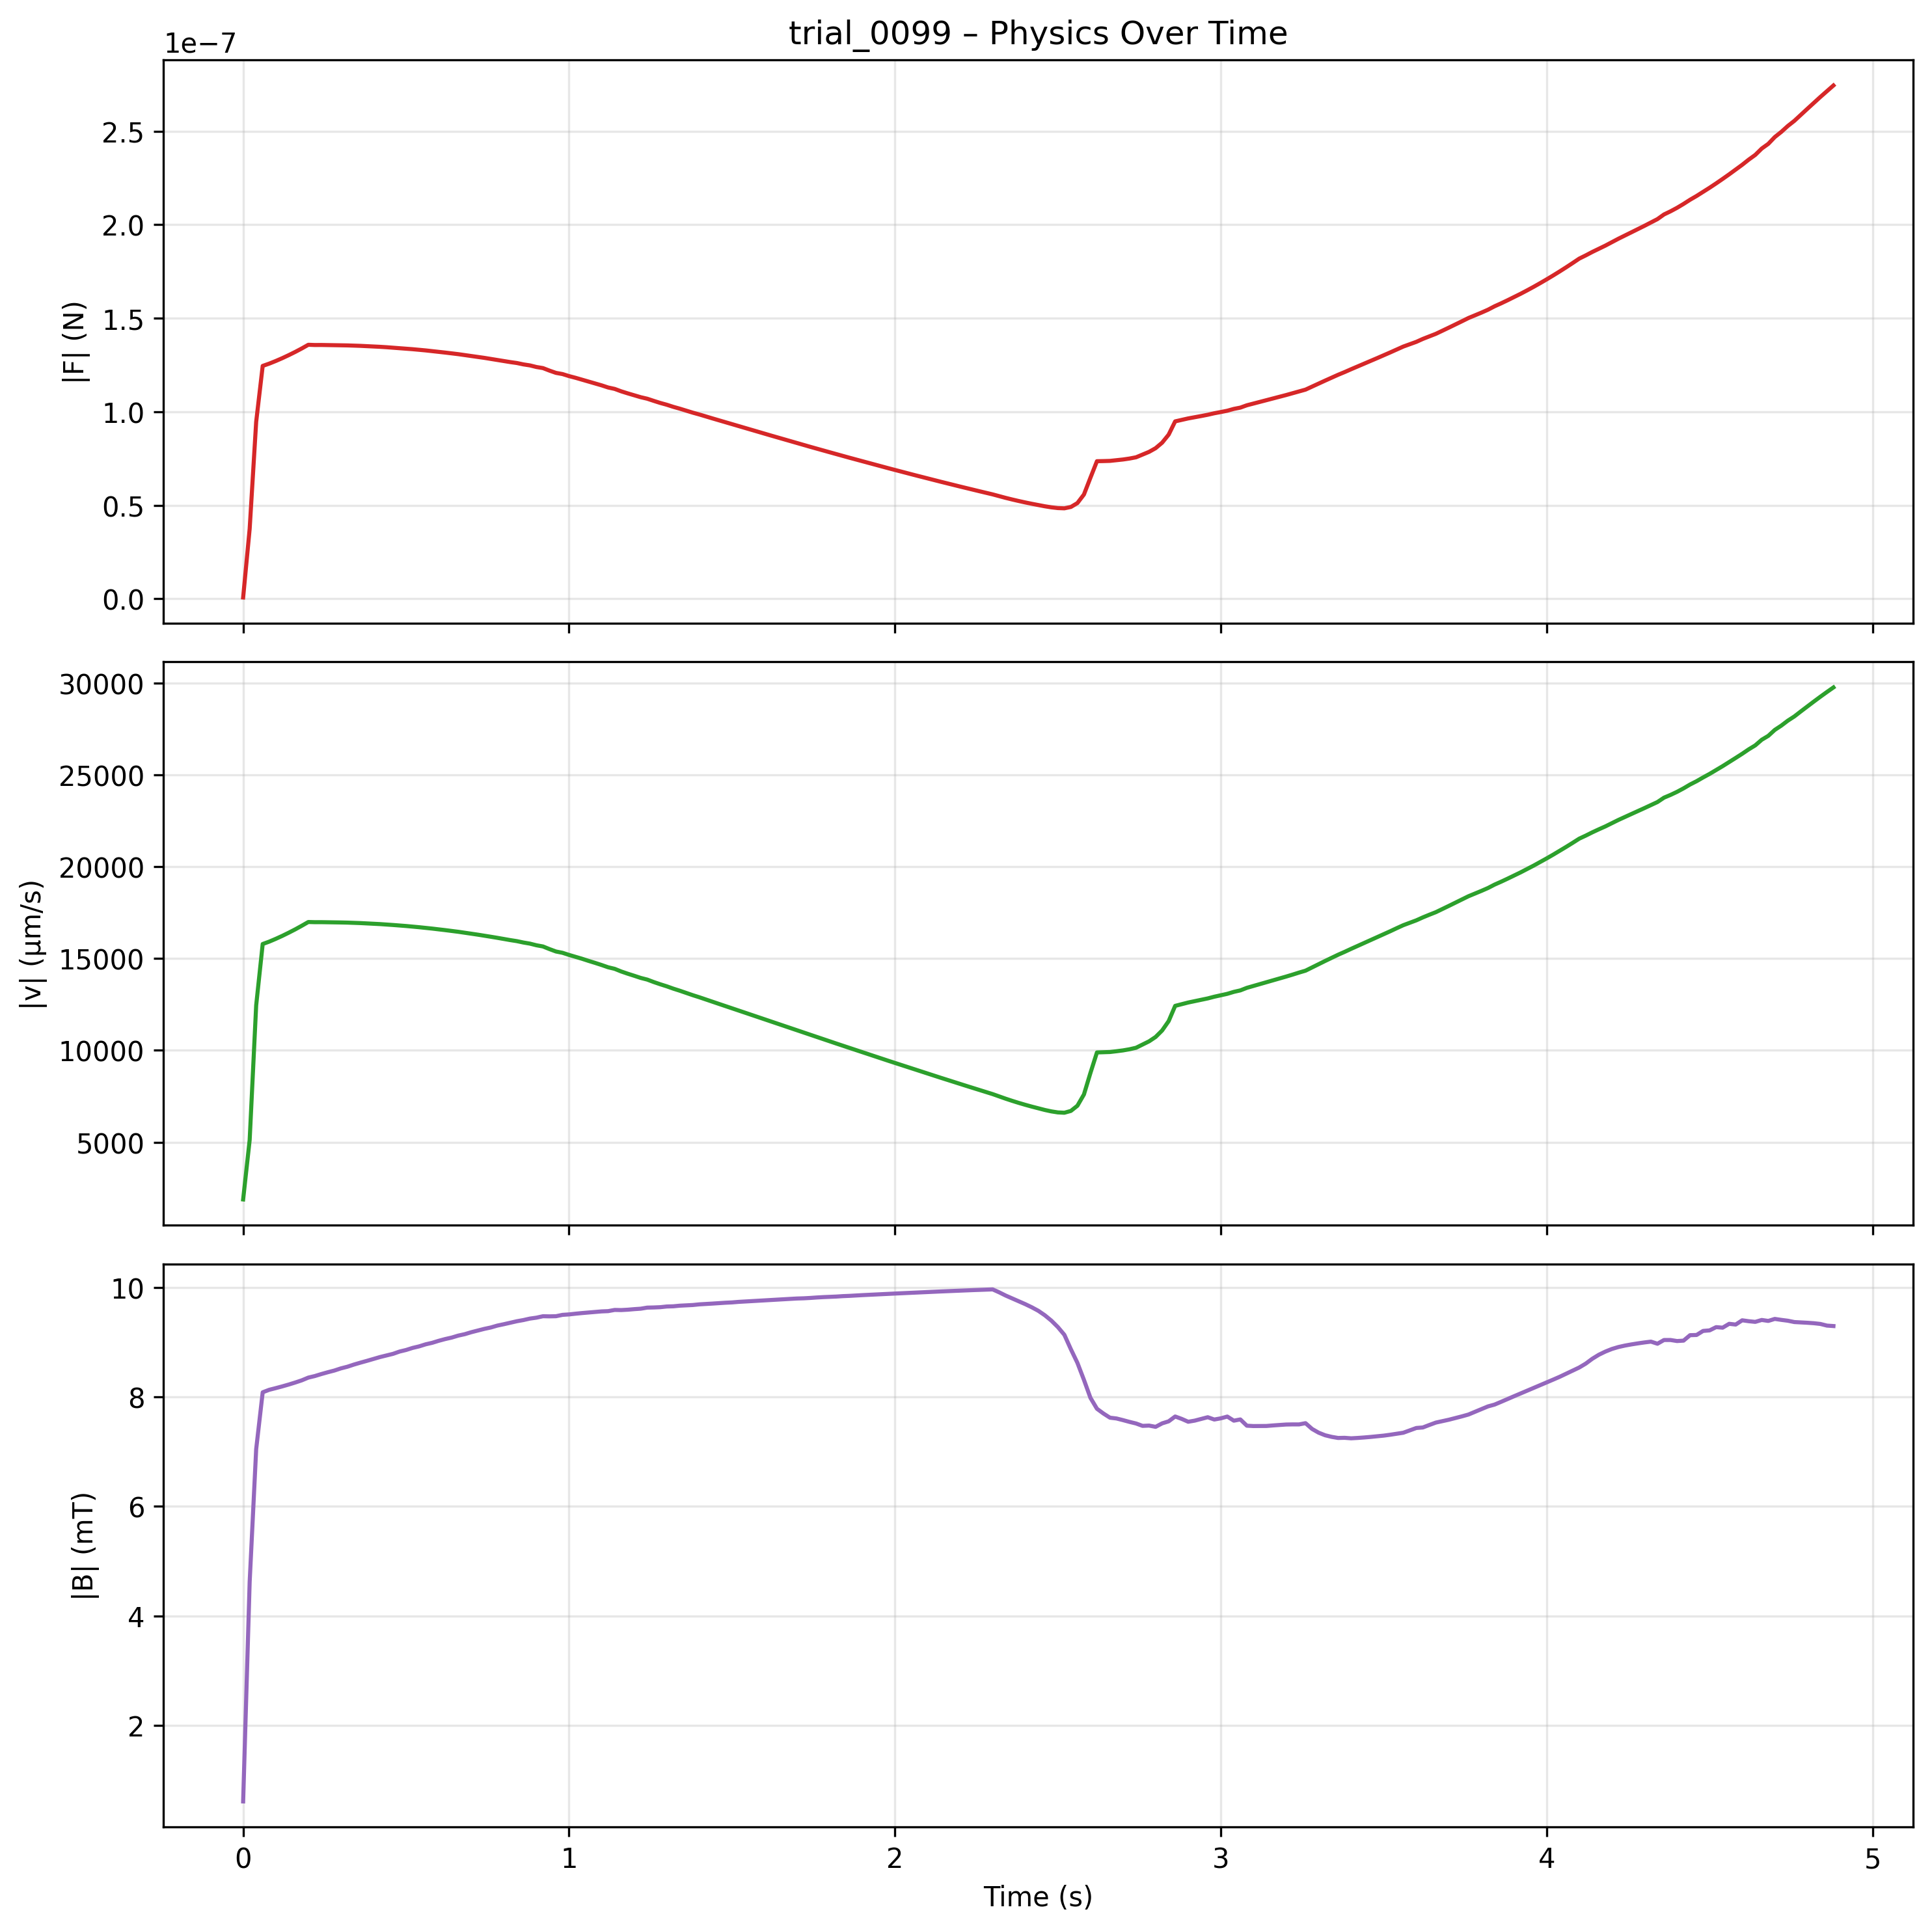 trial_0099 – Physics Over Time
1e−7
|F| (N)
2.5
2.0
1.5
1.0
0.5
0.0
|v| (µm/s)
30000
25000
20000
15000
10000
5000
|B| (mT)
10
8
6
4
2
0 1 2 3 4 5
Time (s)